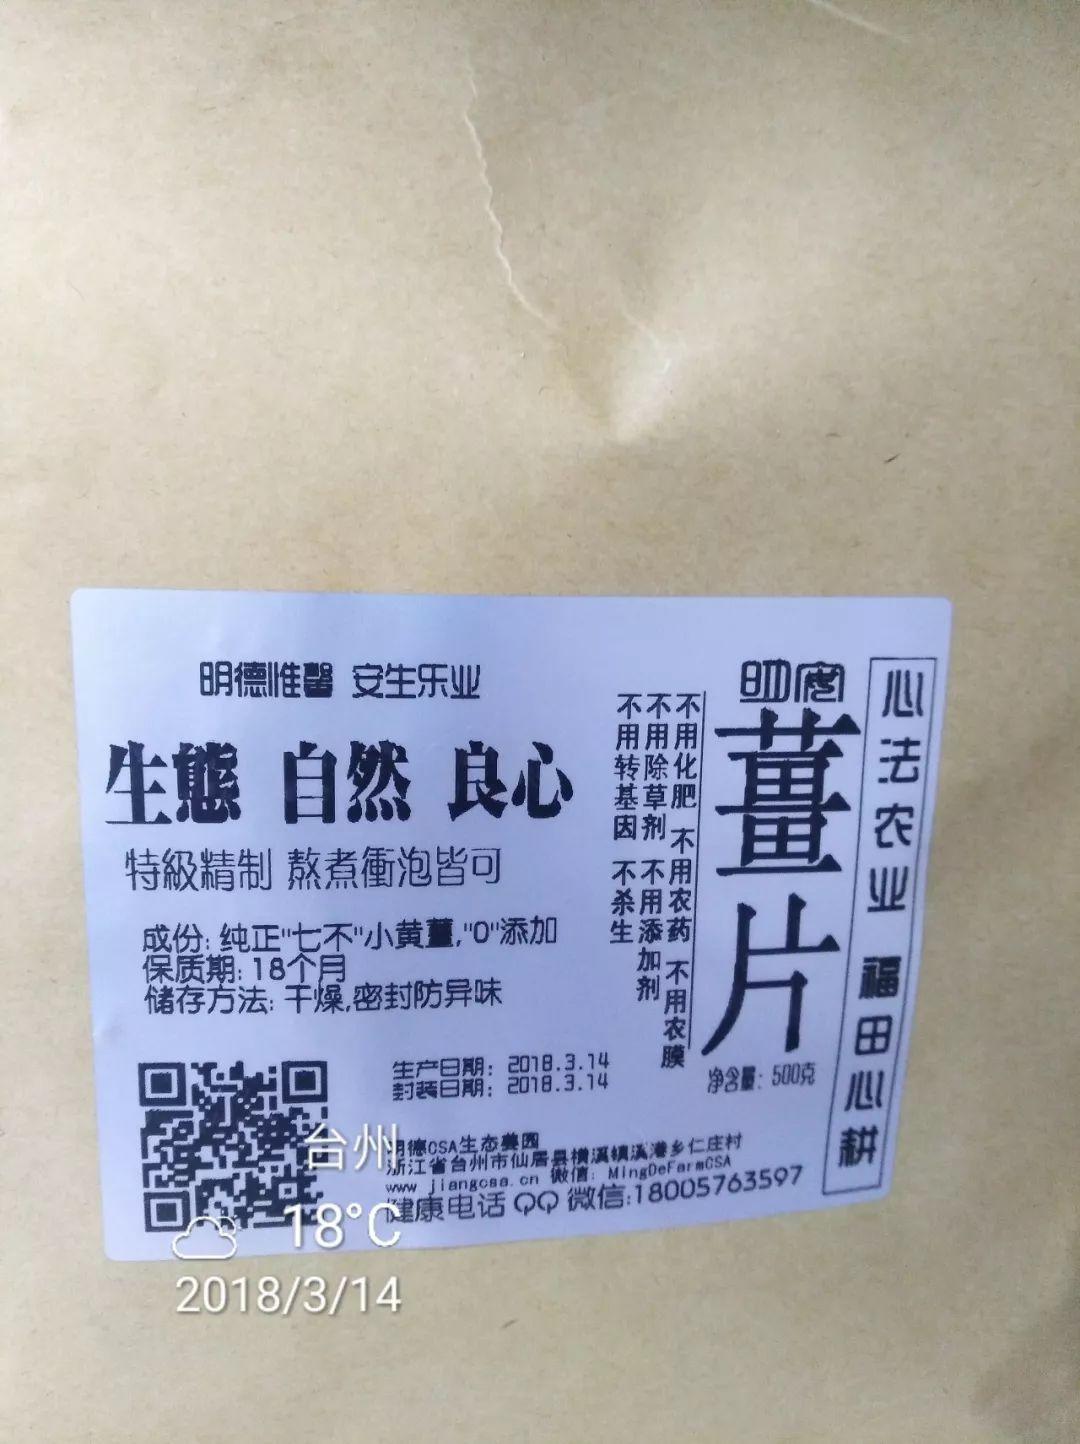 明德惟馨 安生乐业
生態 自然 良心
特級精制 熬煮衝泡皆可
成份: 纯正"七不"小黄薑,"0"添加
保质期: 18个月
储存方法: 干燥,密封防异味
生产日期: 2018.3.14
封装日期: 2018.3.14
明德CSA生态美园
浙江省台州市仙居县横溪镇溪港乡仁庄村
www jiangcsa.cn 微信: MingDeFarmCSA
健康电话 QQ 微信:18005763597
薑片
净含量: 500克
不用化肥 不用农药 不用农膜
不用除草剂 不用添加剂
不用转基因 不杀生
心法农业 福田心耕
台州
18°C
2018/3/14